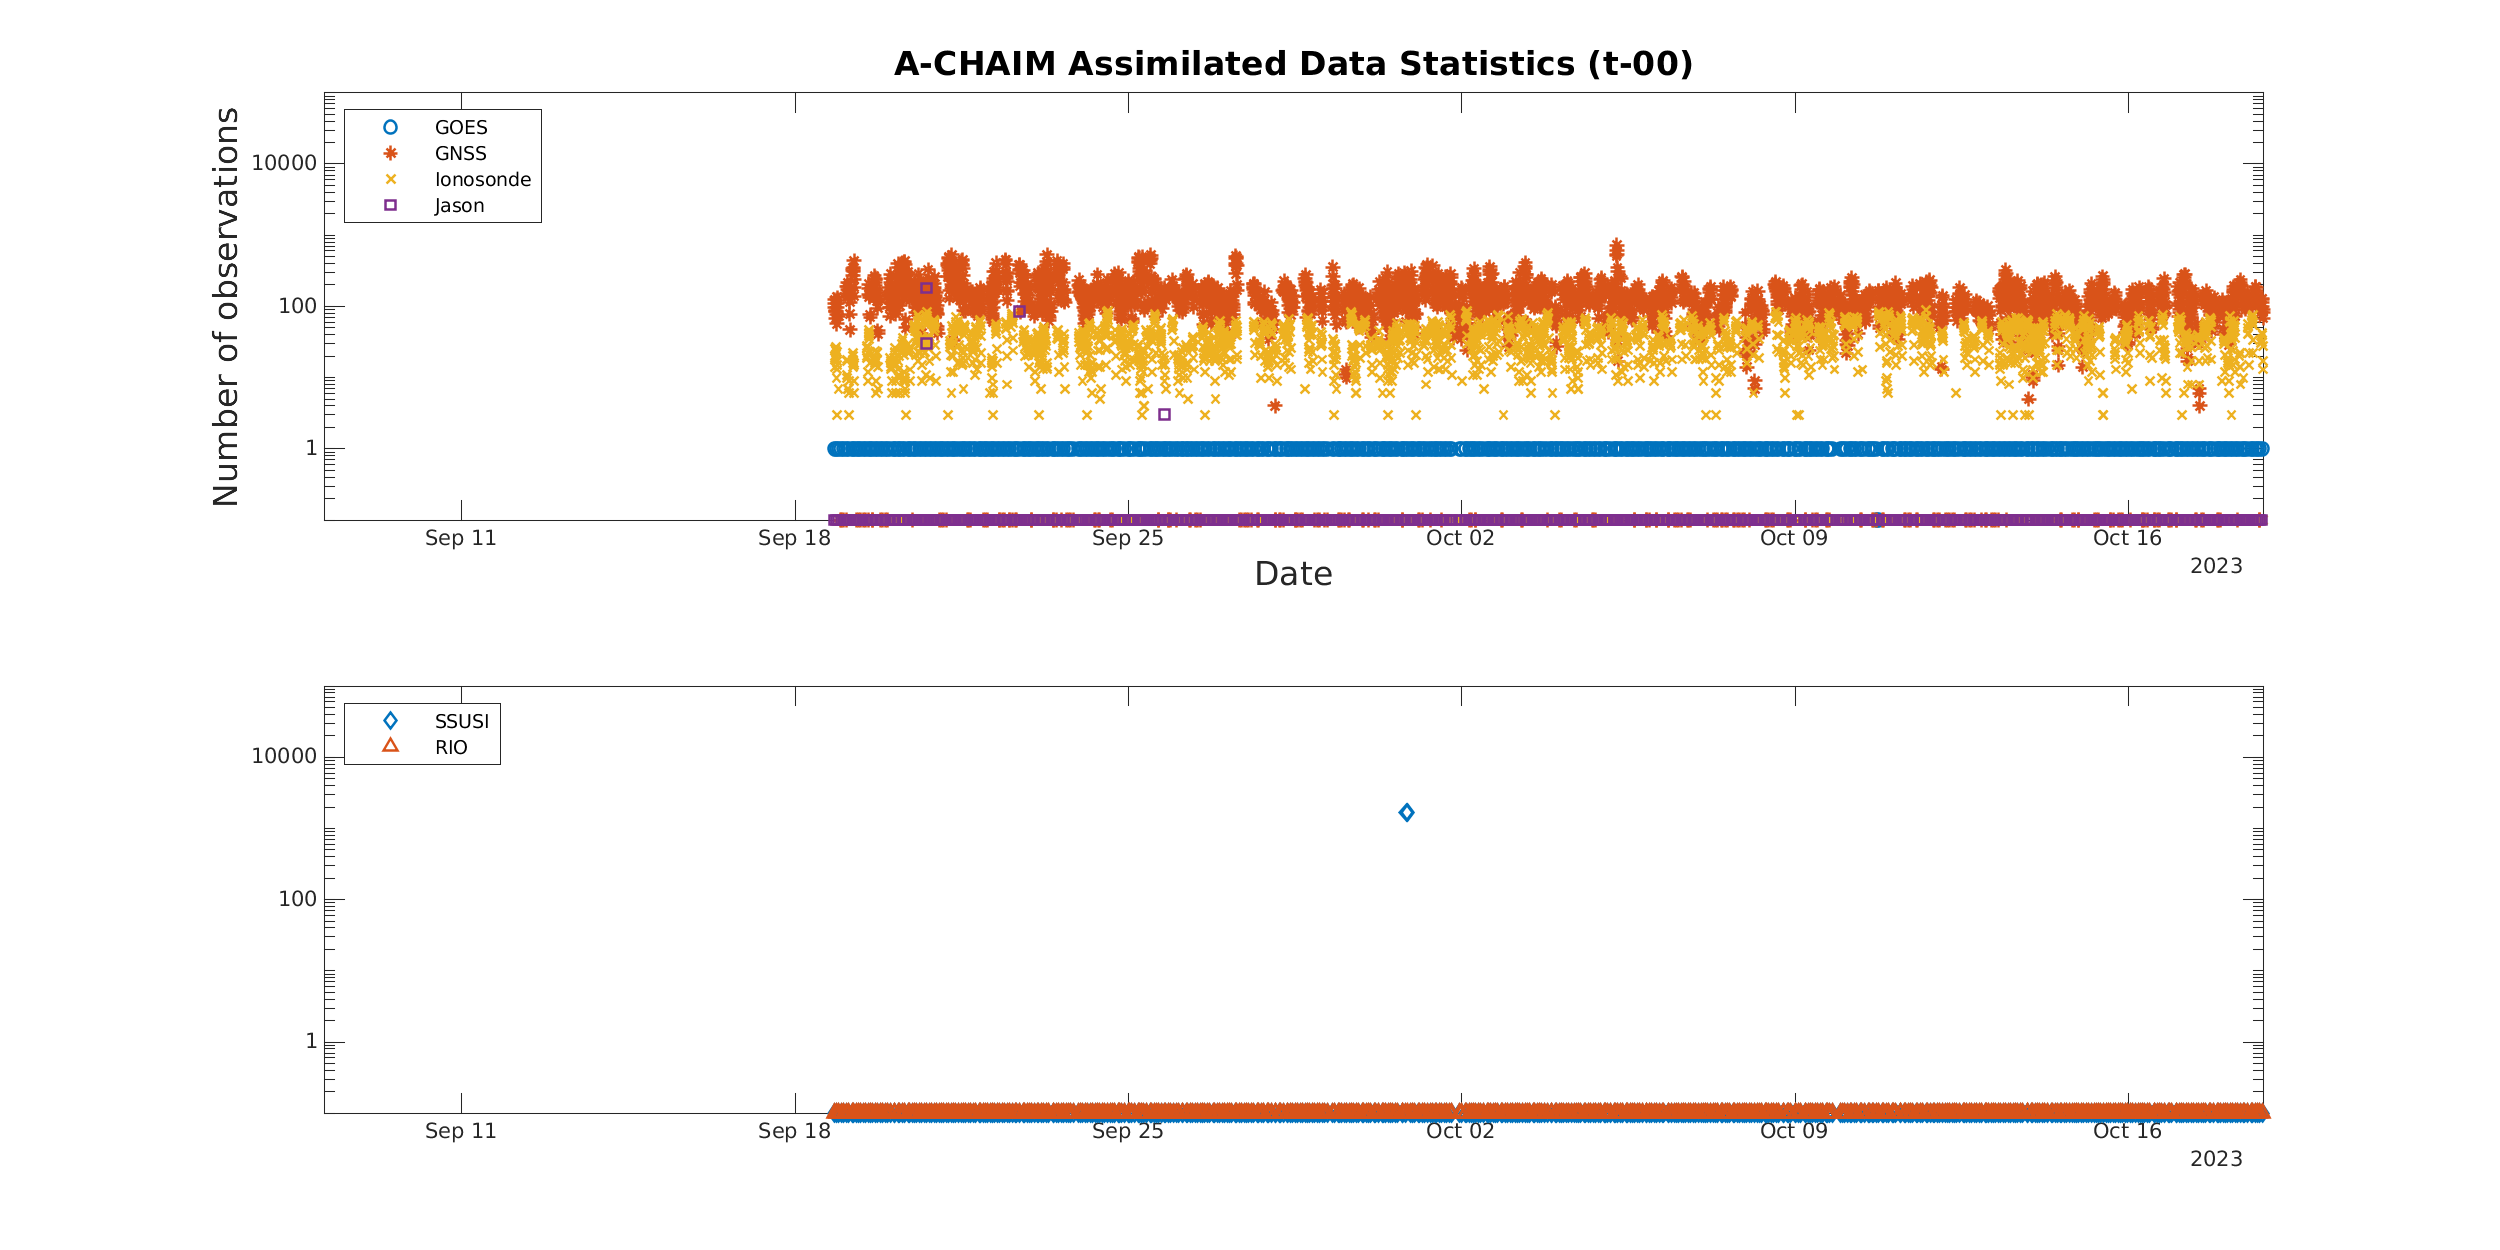 A-CHAIM Assimilated Data Statistics (t-00)
GOES
GNSS
Ionosonde
Jason
Number of observations
10000
100
1
Sep 11 Sep 18 Sep 25 Oct 02 Oct 09 Oct 16
2023
Date
SSUSI
RIO
10000
100
1
Sep 11 Sep 18 Sep 25 Oct 02 Oct 09 Oct 16
2023